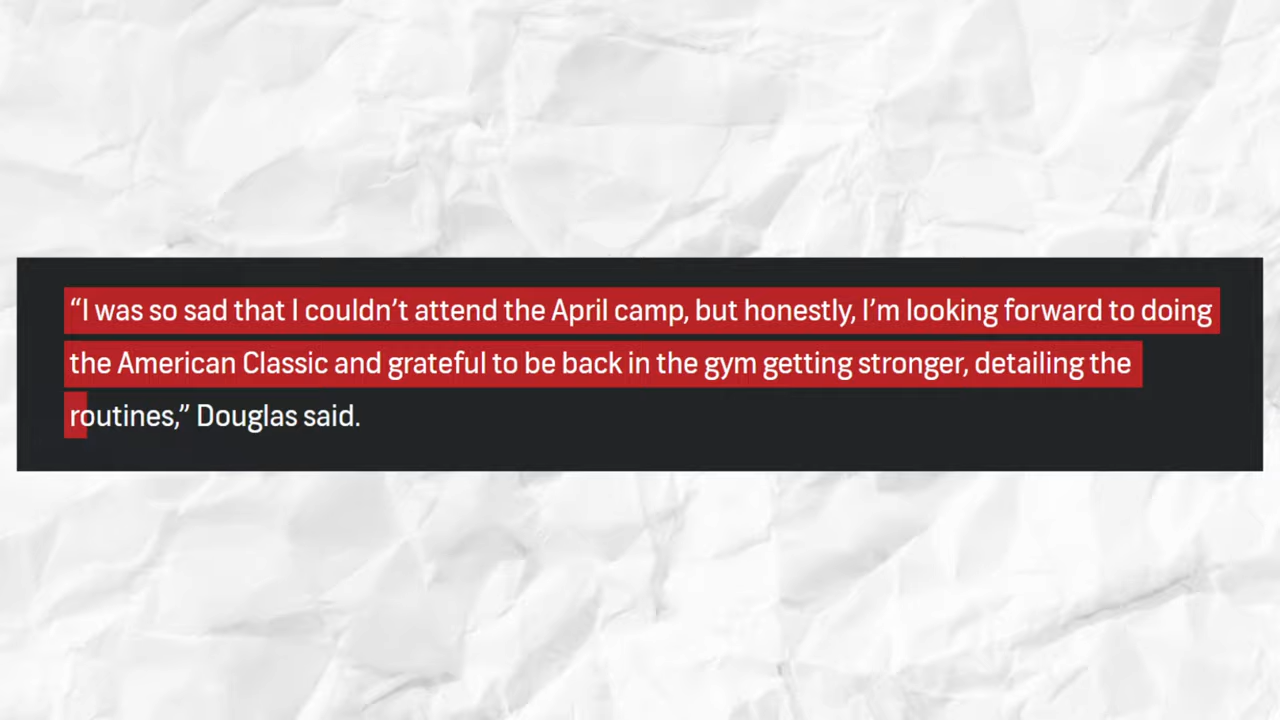 “I was so sad that I couldn’t attend the April camp, but honestly, I’m looking forward to doing
the American Classic and grateful to be back in the gym getting stronger, detailing the
routines,” Douglas said.